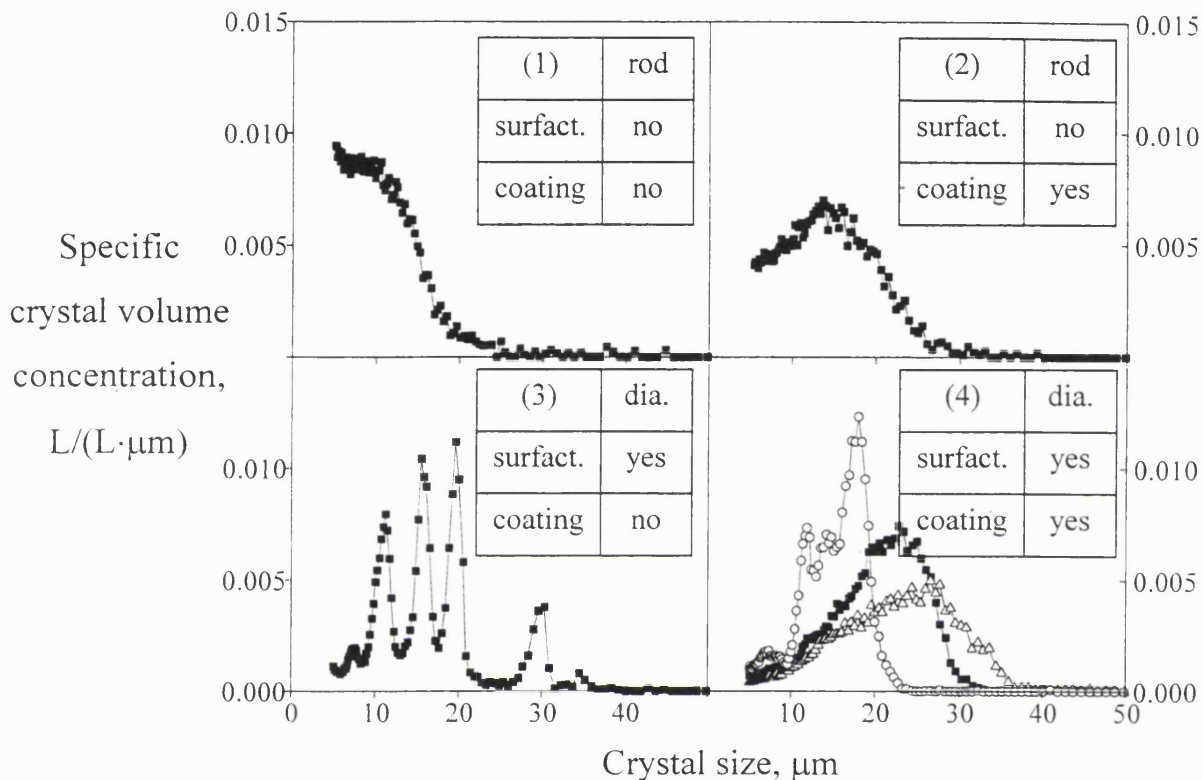 0.015
0.010
0.005
0.010
0.005
0.000
0.015
0.010
0.005
0.010
0.005
0.000
Specific
crystal volume
concentration,
L/(L·μm)
(1) rod
surfact. no
coating no
(2) rod
surfact. no
coating yes
(3) dia.
surfact. yes
coating no
(4) dia.
surfact. yes
coating yes
0 10 20 30 40 10 20 30 40 50
Crystal size, μm